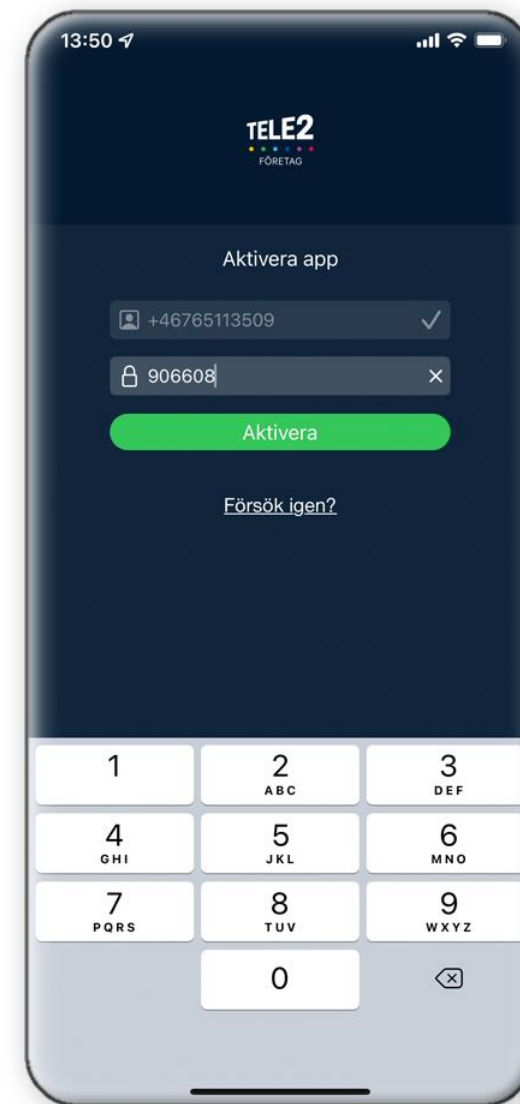 13:50
TELE2
FÖRETAG
Aktivera app
+46765113509
906608
Aktivera
Försök igen?
1
2
ABC
3
DEF
4
GHI
5
JKL
6
MNO
7
PQRS
8
TUV
9
WXYZ
0